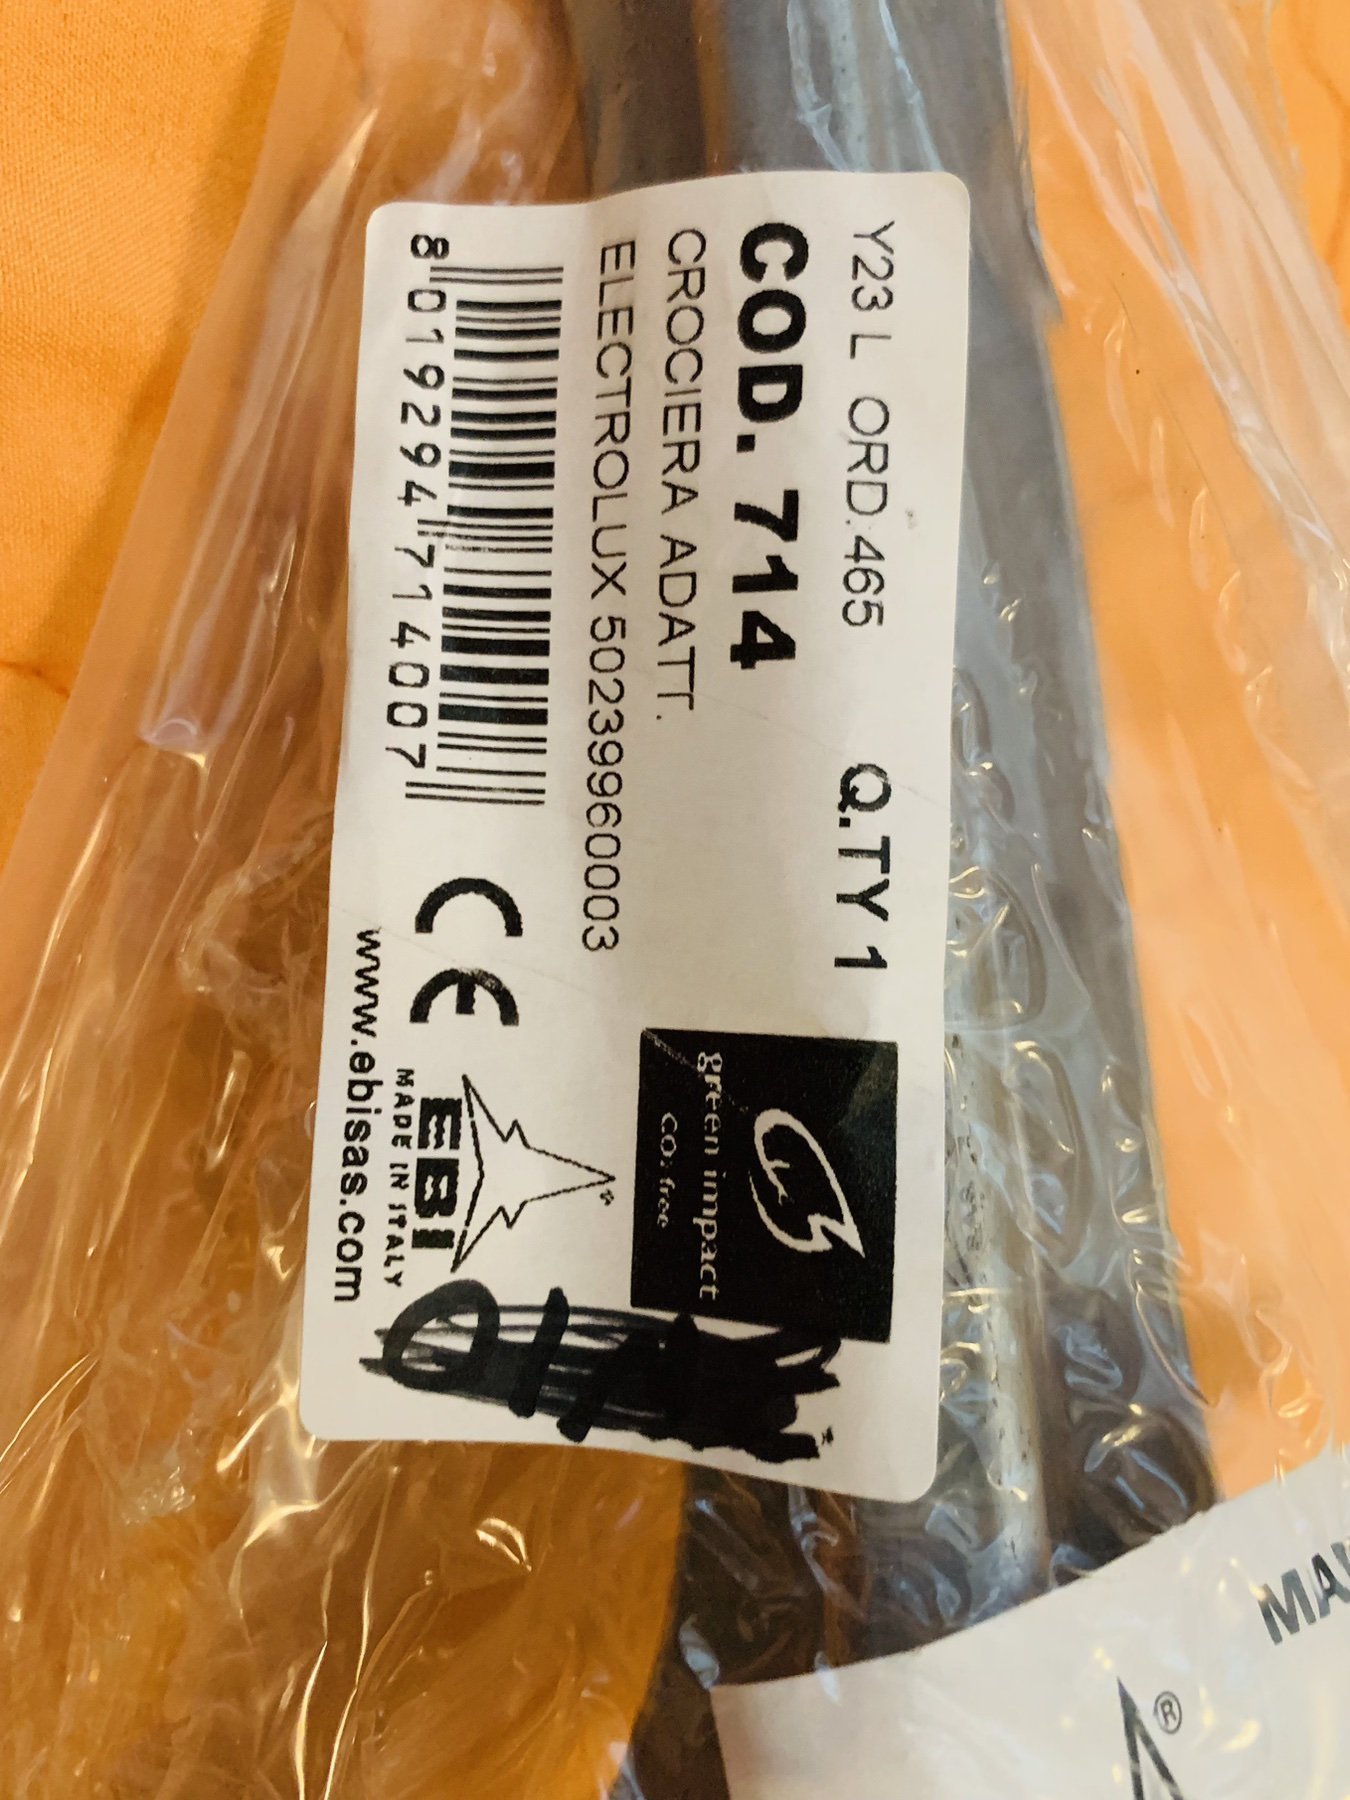 Y23 L ORD. 465 Q.TY 1
COD. 714
CROCIERA ADATT.
ELECTROLUX 50239960003
8 019294 714007
CE
green impact
CO2 free
EBI
MADE IN ITALY
www.ebisas.com
®